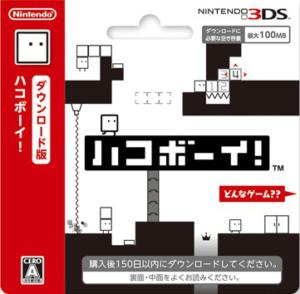 Nintendo
ダウンロード版
ハコボーイ!
NINTENDO 3DS
ダウンロードに
必要な空き容量
最大100MB
3 4
1 2
ハコボーイ!
TM
どんなゲーム??
購入後150日以内にダウンロードしてください。
裏面・中面をよくお読みください。
CERO
A